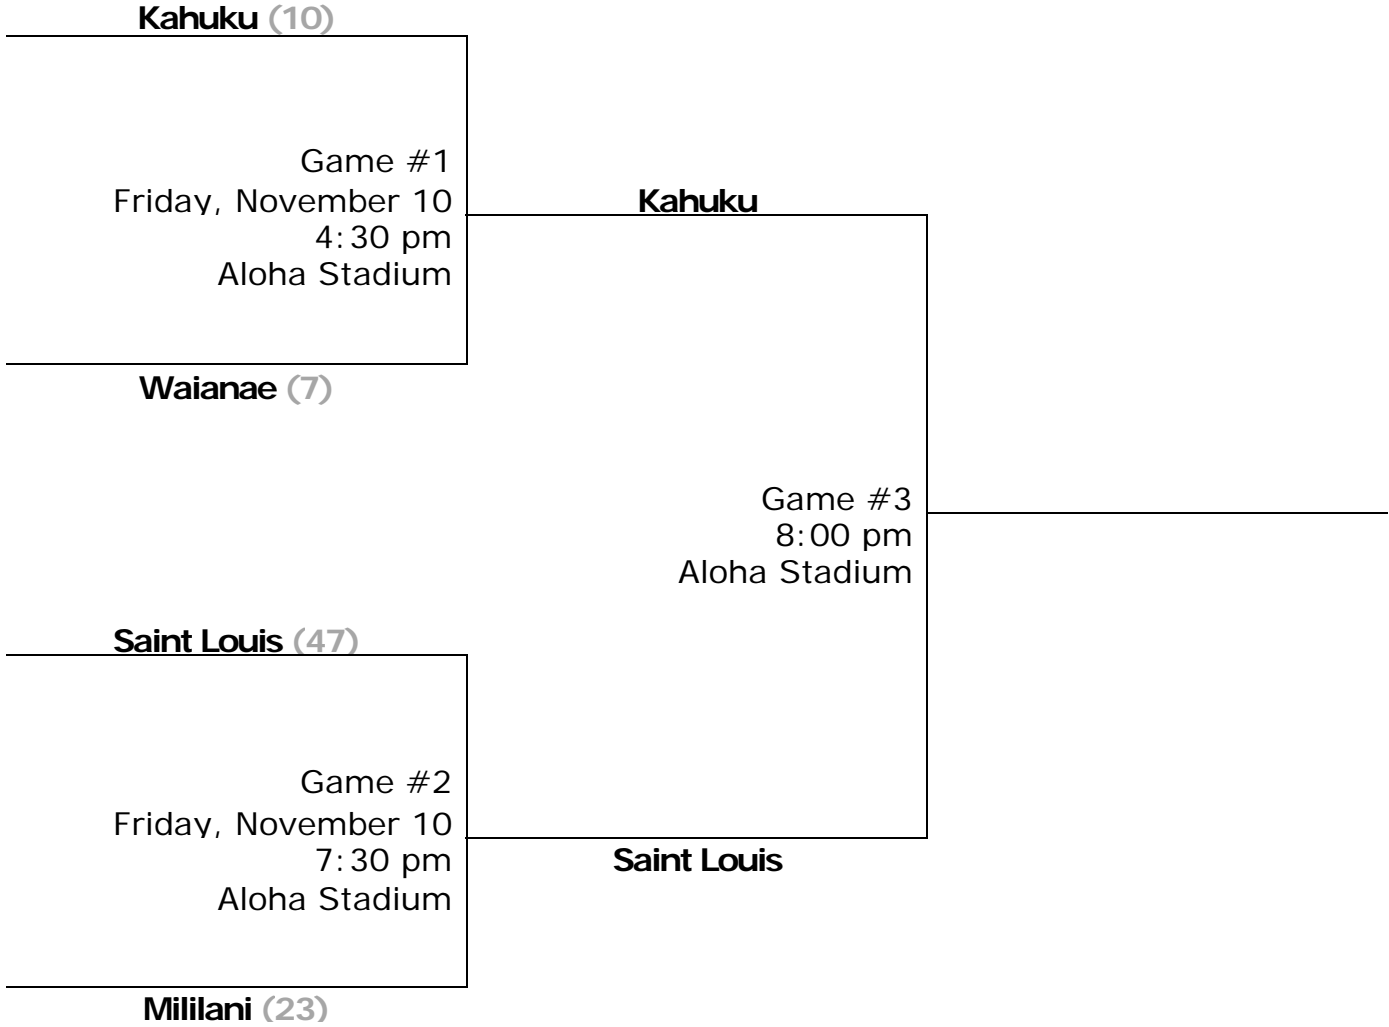 Kahuku (10)
Game #1
Friday, November 10
4:30 pm
Aloha Stadium
Waianae (7)
Kahuku
Game #3
8:00 pm
Aloha Stadium
Saint Louis (47)
Game #2
Friday, November 10
7:30 pm
Aloha Stadium
Mililani (23)
Saint Louis